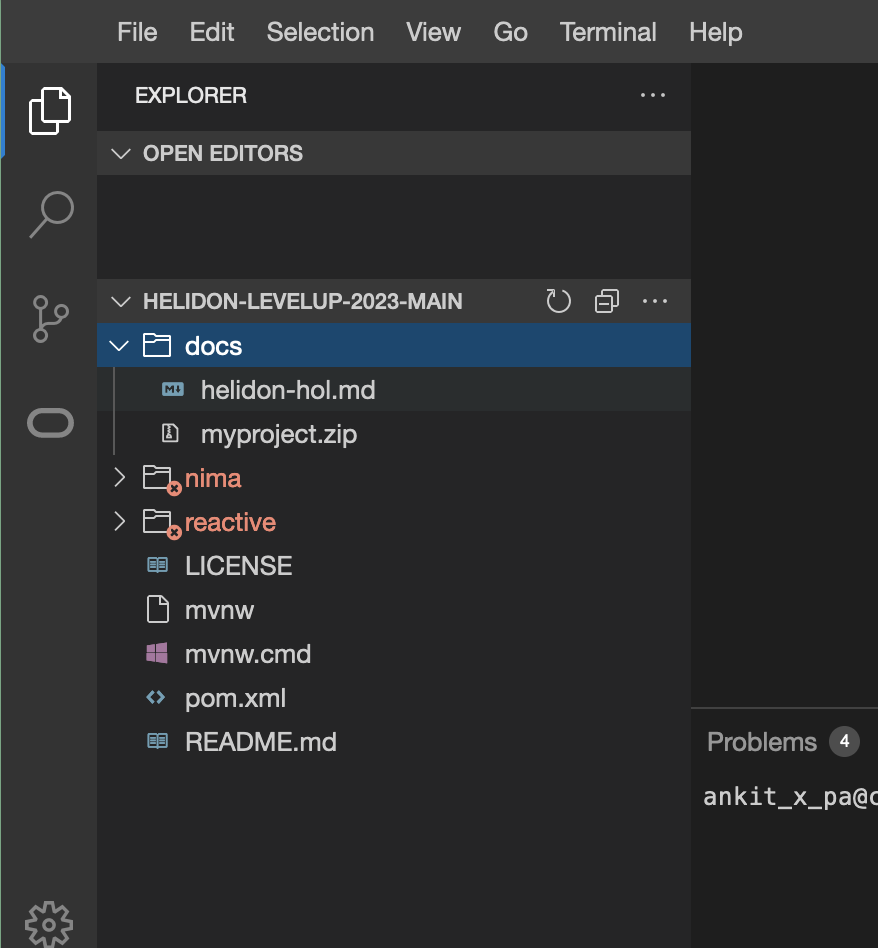 File Edit Selection View Go Terminal Help
EXPLORER
OPEN EDITORS
HELIDON-LEVELUP-2023-MAIN
docs
helidon-hol.md
myproject.zip
nima
reactive
LICENSE
mvnw
mvnw.cmd
pom.xml
README.md
Problems 4
ankit_x_pa@c